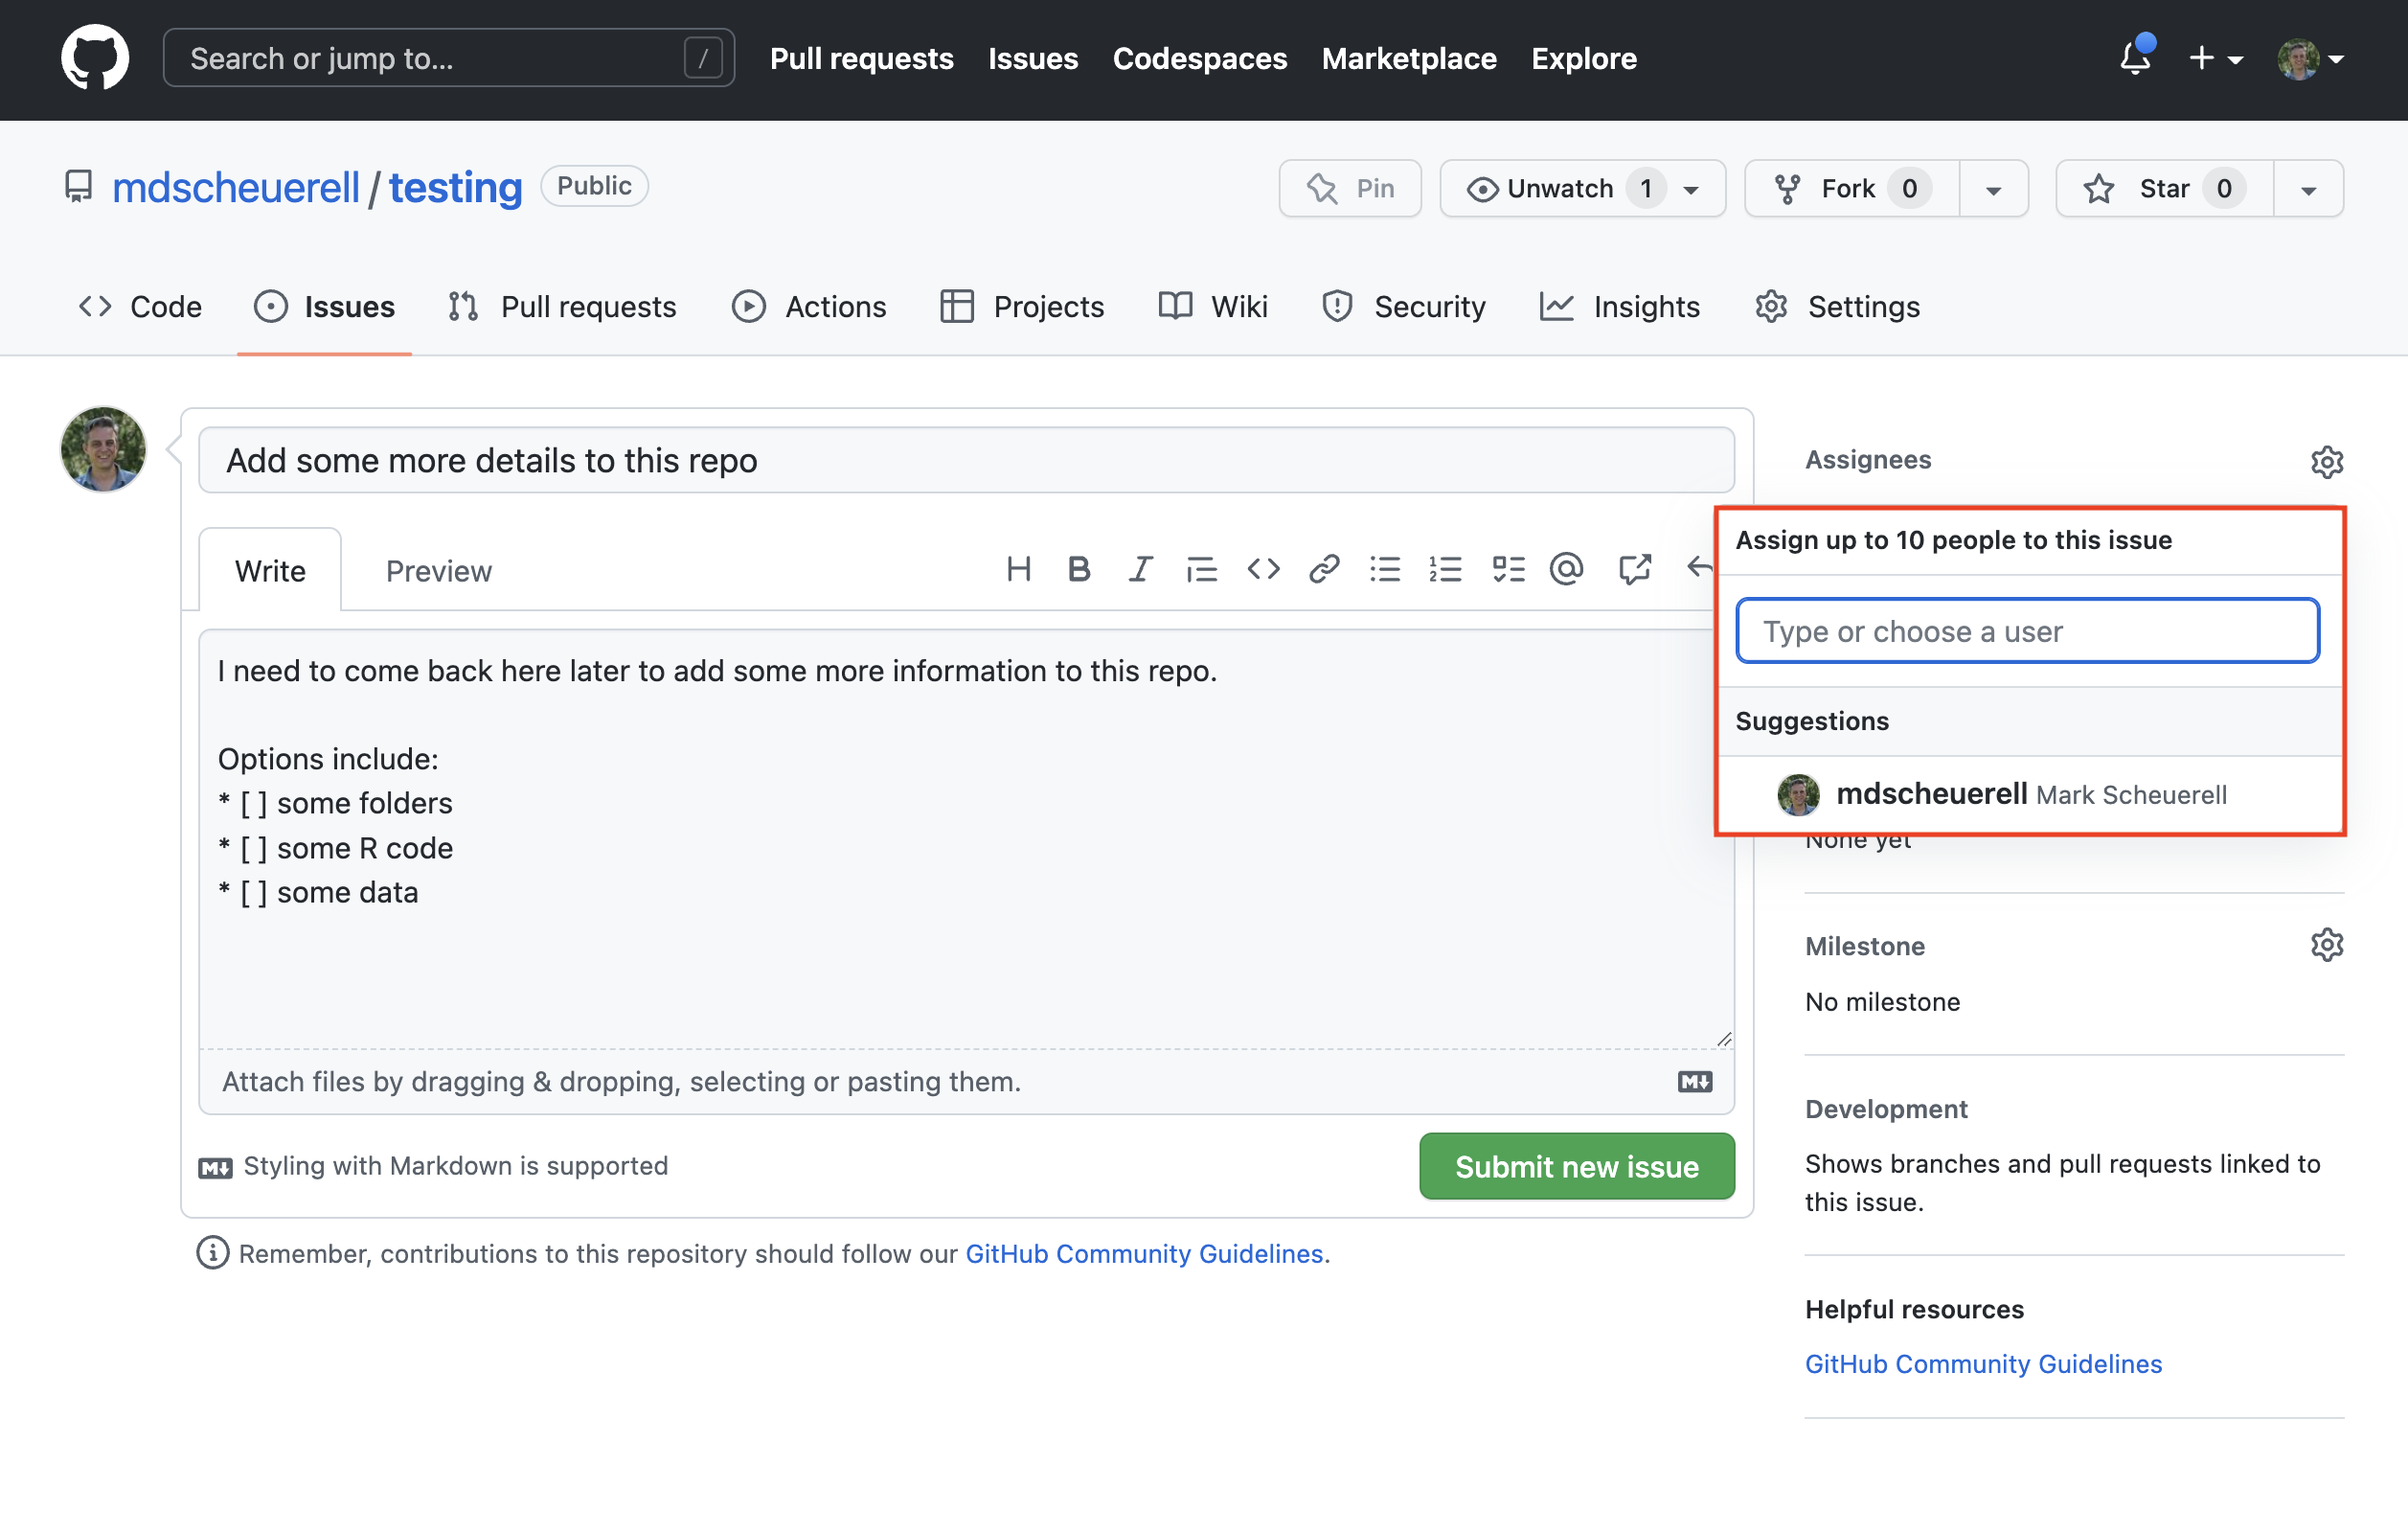 Search or jump to... /
Pull requests Issues Codespaces Marketplace Explore
mdscheuerell / testing Public
Pin Unwatch 1 Fork 0 Star 0
Code Issues Pull requests Actions Projects Wiki Security Insights Settings
Add some more details to this repo
Write Preview
I need to come back here later to add some more information to this repo.
Options include:
* [ ] some folders
* [ ] some R code
* [ ] some data
Attach files by dragging & dropping, selecting or pasting them.
Styling with Markdown is supported
Submit new issue
Remember, contributions to this repository should follow our GitHub Community Guidelines.
Assignees
Assign up to 10 people to this issue
Type or choose a user
Suggestions
mdscheuerell Mark Scheuerell
None yet
Milestone
No milestone
Development
Shows branches and pull requests linked to
this issue.
Helpful resources
GitHub Community Guidelines